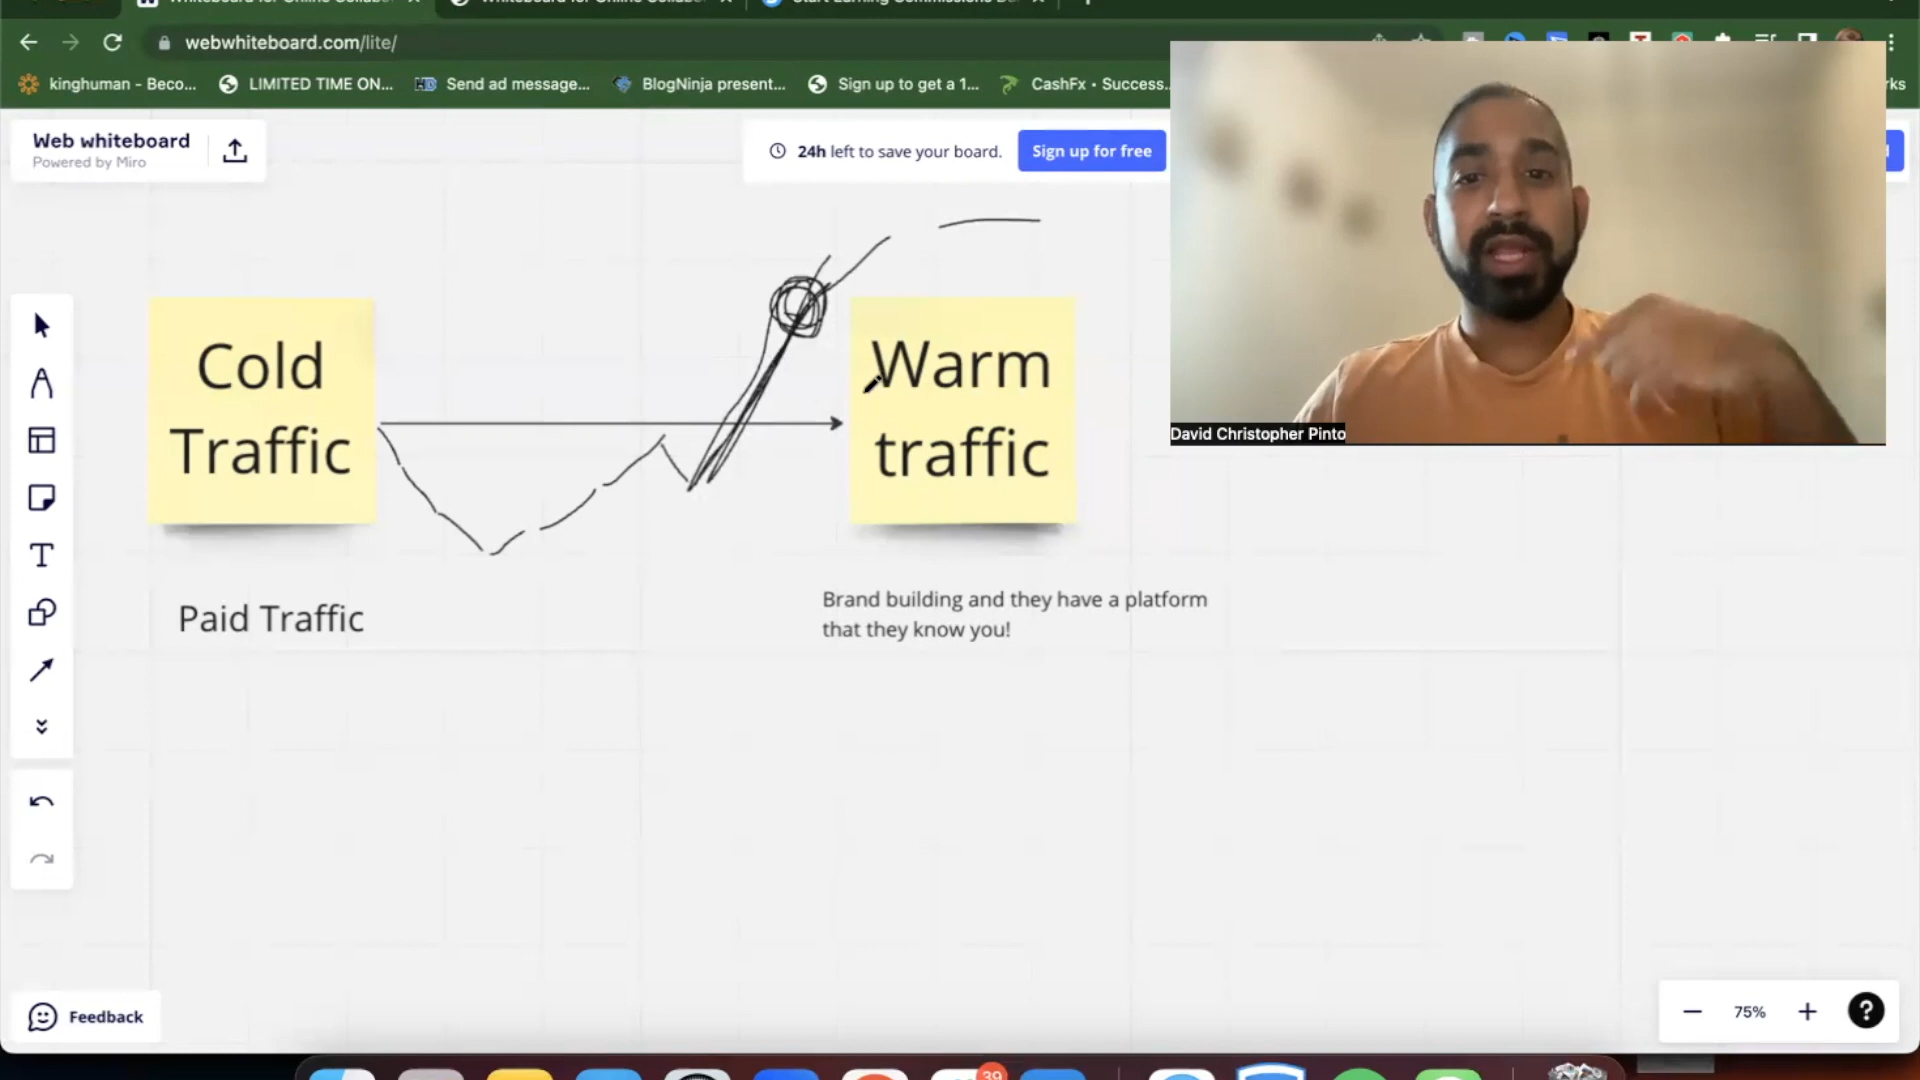 webwhiteboard.com/lite/
kinghuman - Beco...
LIMITED TIME ON...
Send ad message...
BlogNinja present...
Sign up to get a 1...
CashFx • Success...
rks
Web whiteboard
Powered by Miro
24h left to save your board.
Sign up for free
Cold
Traffic
Warm
traffic
David Christopher Pinto
Paid Traffic
Brand building and they have a platform
that they know you!
Feedback
75%
39